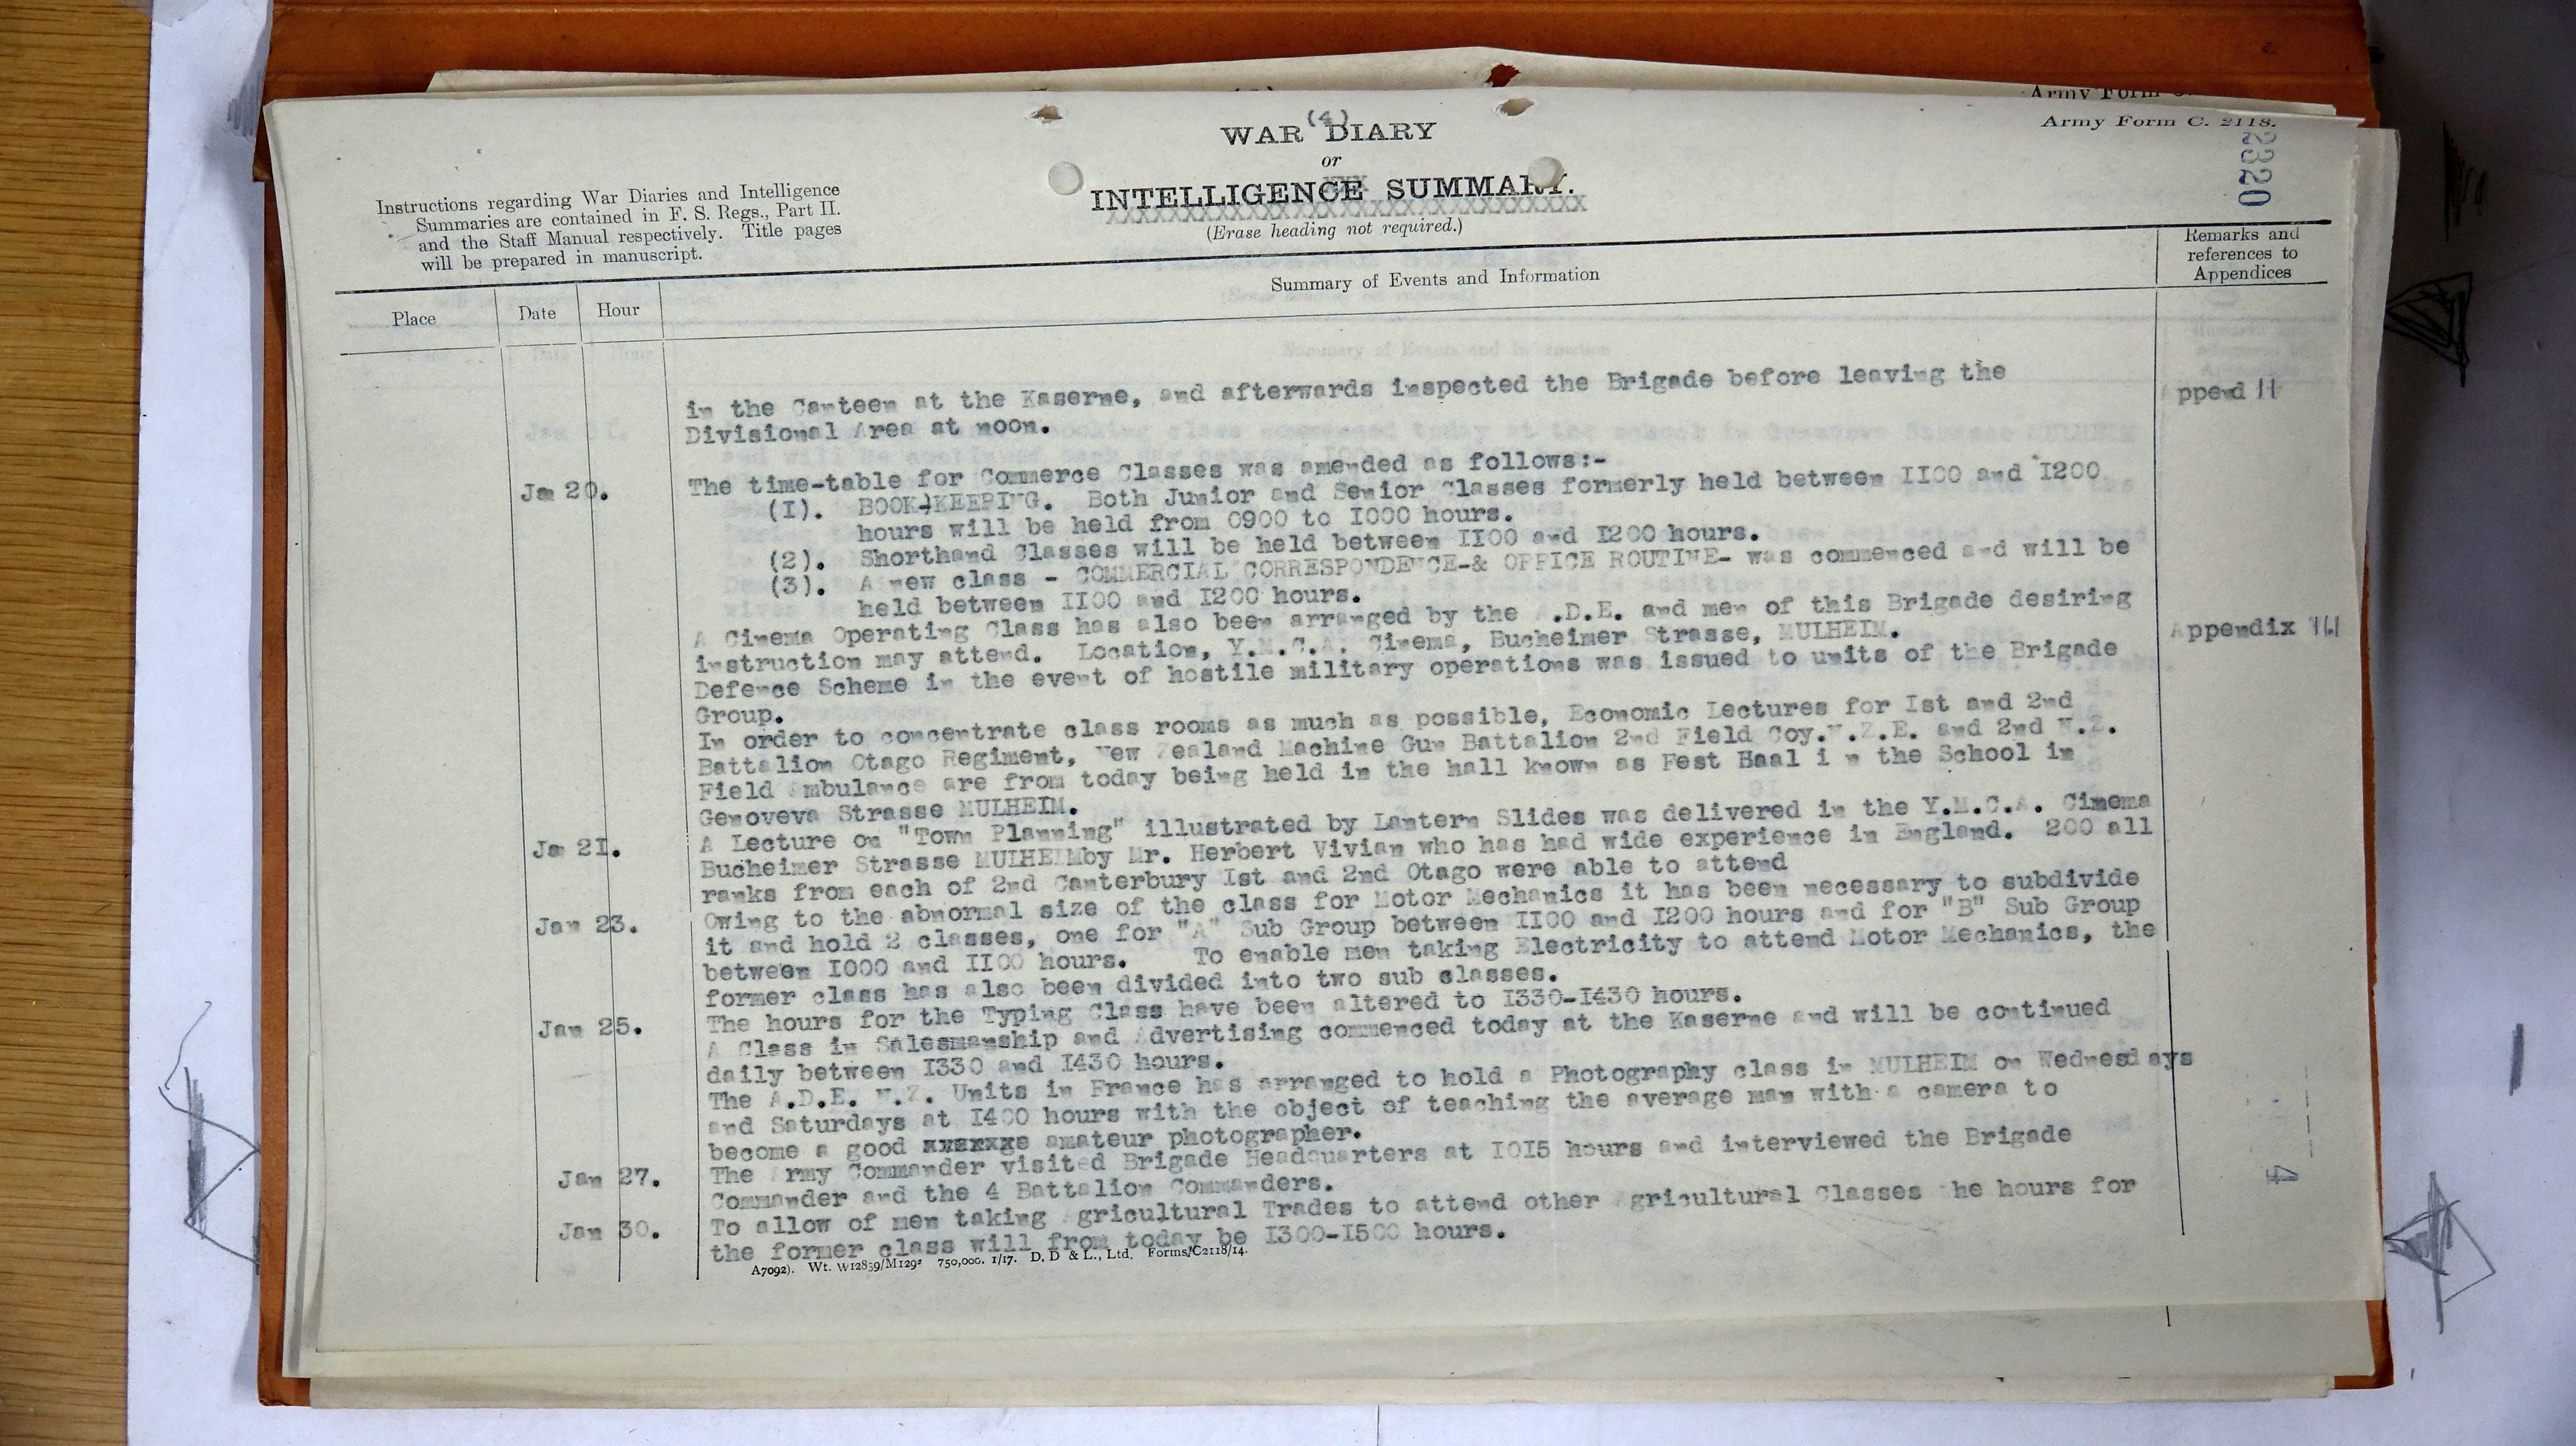 Army Form C.
(4)
WAR DIARY
or
INTELLIGENCE SUMMARY.
XXXXXXXXXXXXXXXXXXXXXXXXXXXXXX
(Erase heading not required.)
Army Form C. 2118.
2320
Instructions regarding War Diaries and Intelligence
Summaries are contained in F. S. Regs., Part II.
and the Staff Manual respectively. Title pages
will be prepared in manuscript.
Place
Date
Hour
Summary of Events and Information
Remarks and
references to
Appendices
in the Canteen at the Kaserne, and afterwards inspected the Brigade before leaving the
Divisional Area at noon.
ppend 11
Ja 20.
The time-table for Commerce Classes was amended as follows:-
(I). BOOK-KEEPING. Both Junior and Senior Classes formerly held between II00 and I200
hours will be held from 0900 to I000 hours.
(2). Shorthand Classes will be held between II00 and I200 hours.
(3). A new class - COMMERCIAL CORRESPONDENCE-& OFFICE ROUTINE- was commenced and will be
held between II00 and I200 hours.
A Cinema Operating Class has also been arranged by the A.D.E. and men of this Brigade desiring
instruction may attend. Location, Y.M.C.A. Cinema, Bucheimer Strasse, MULHEIM.
Defence Scheme in the event of hostile military operations was issued to units of the Brigade
Group.
Appendix 111
In order to concentrate class rooms as much as possible, Economic Lectures for Ist and 2nd
Battalion Otago Regiment, New Zealand Machine Gun Battalion 2nd Field Coy.N.Z.E. and 2nd N.Z.
Field Ambulance are from today being held in the hall known as Fest Haal i n the School in
Genoveva Strasse MULHEIM.
Ja 2I.
A Lecture on "Town Planning" illustrated by Lantern Slides was delivered in the Y.M.C.A. Cinema
Bucheimer Strasse MULHEIMby Mr. Herbert Vivian who has had wide experience in England. 200 all
ranks from each of 2nd Canterbury Ist and 2nd Otago were able to attend
Jan 23.
Owing to the abnormal size of the class for Motor Mechanics it has been necessary to subdivide
it and hold 2 classes, one for "A" Sub Group between II00 and I200 hours and for "B" Sub Group
between I000 and II00 hours. To enable men taking Electricity to attend Motor Mechanics, the
former class has also been divided into two sub classes.
Jan 25.
The hours for the Typing Class have been altered to I330-I430 hours.
A Class in Salesmanship and Advertising commenced today at the Kaserne and will be continued
daily between I330 and I430 hours.
The A.D.E. N.Z. Units in France has arranged to hold a Photography class in MULHEIM on Wednesdays
and Saturdays at I400 hours with the object of teaching the average man with a camera to
become a good amateur photographer.
Jan 27.
The Army Commander visited Brigade Headquarters at I0I5 hours and interviewed the Brigade
Commander and the 4 Battalion Commanders.
Jan 30.
To allow of men taking Agricultural Trades to attend other Agricultural Classes the hours for
the former class will from today be I300-I500 hours.
A7092). Wt. W12859/M1293 750,000. 1/17. D. D & L., Ltd. Forms/C2118/14.
4